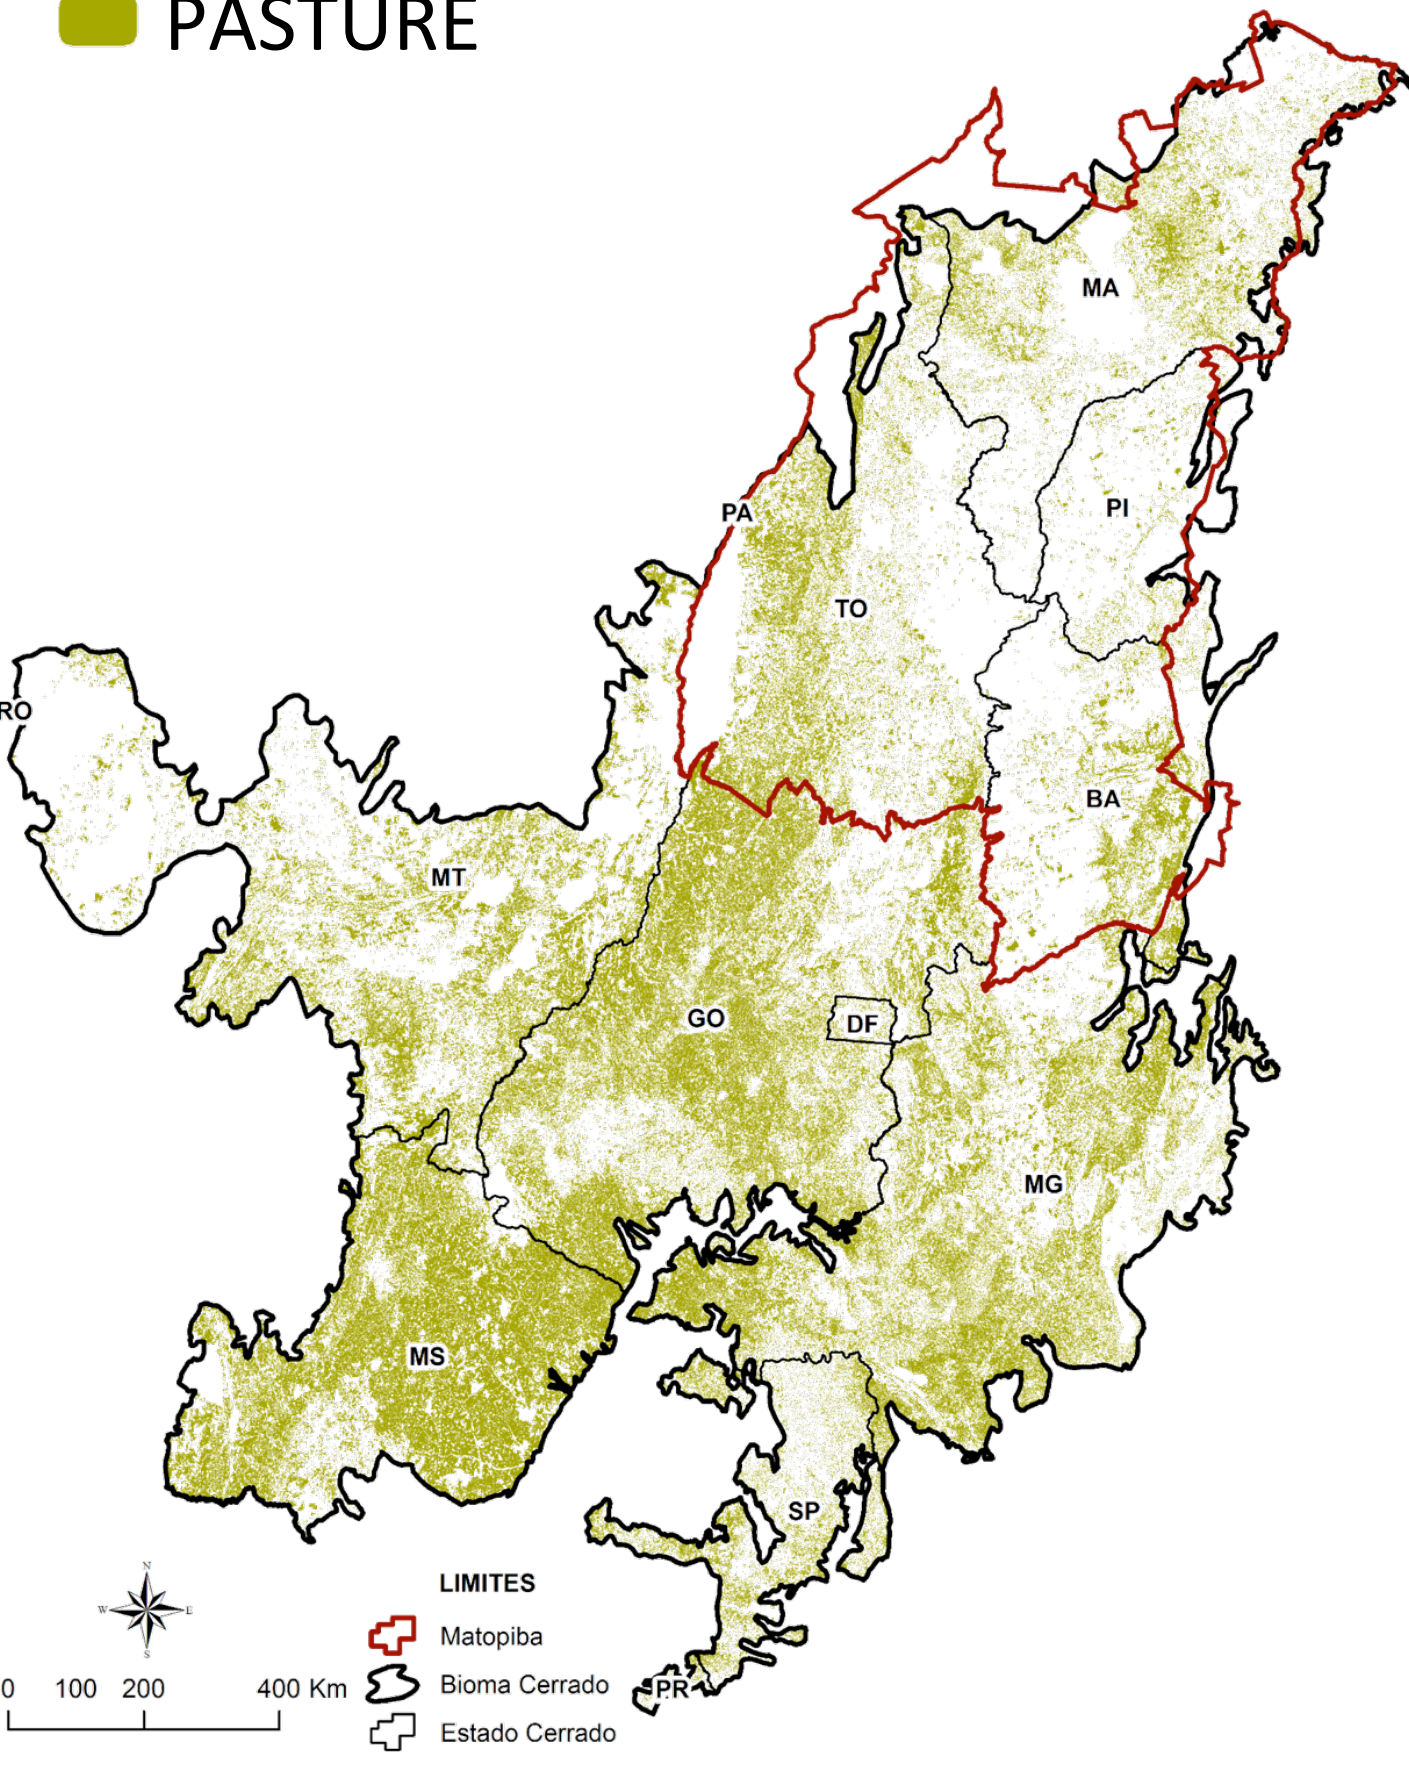 PASTURE
MA
PI
PA
TO
RO
BA
MT
GO
DF
MG
MS
SP
PR
N
W E
S
0 100 200 400 Km
LIMITES
Matopiba
Bioma Cerrado
Estado Cerrado